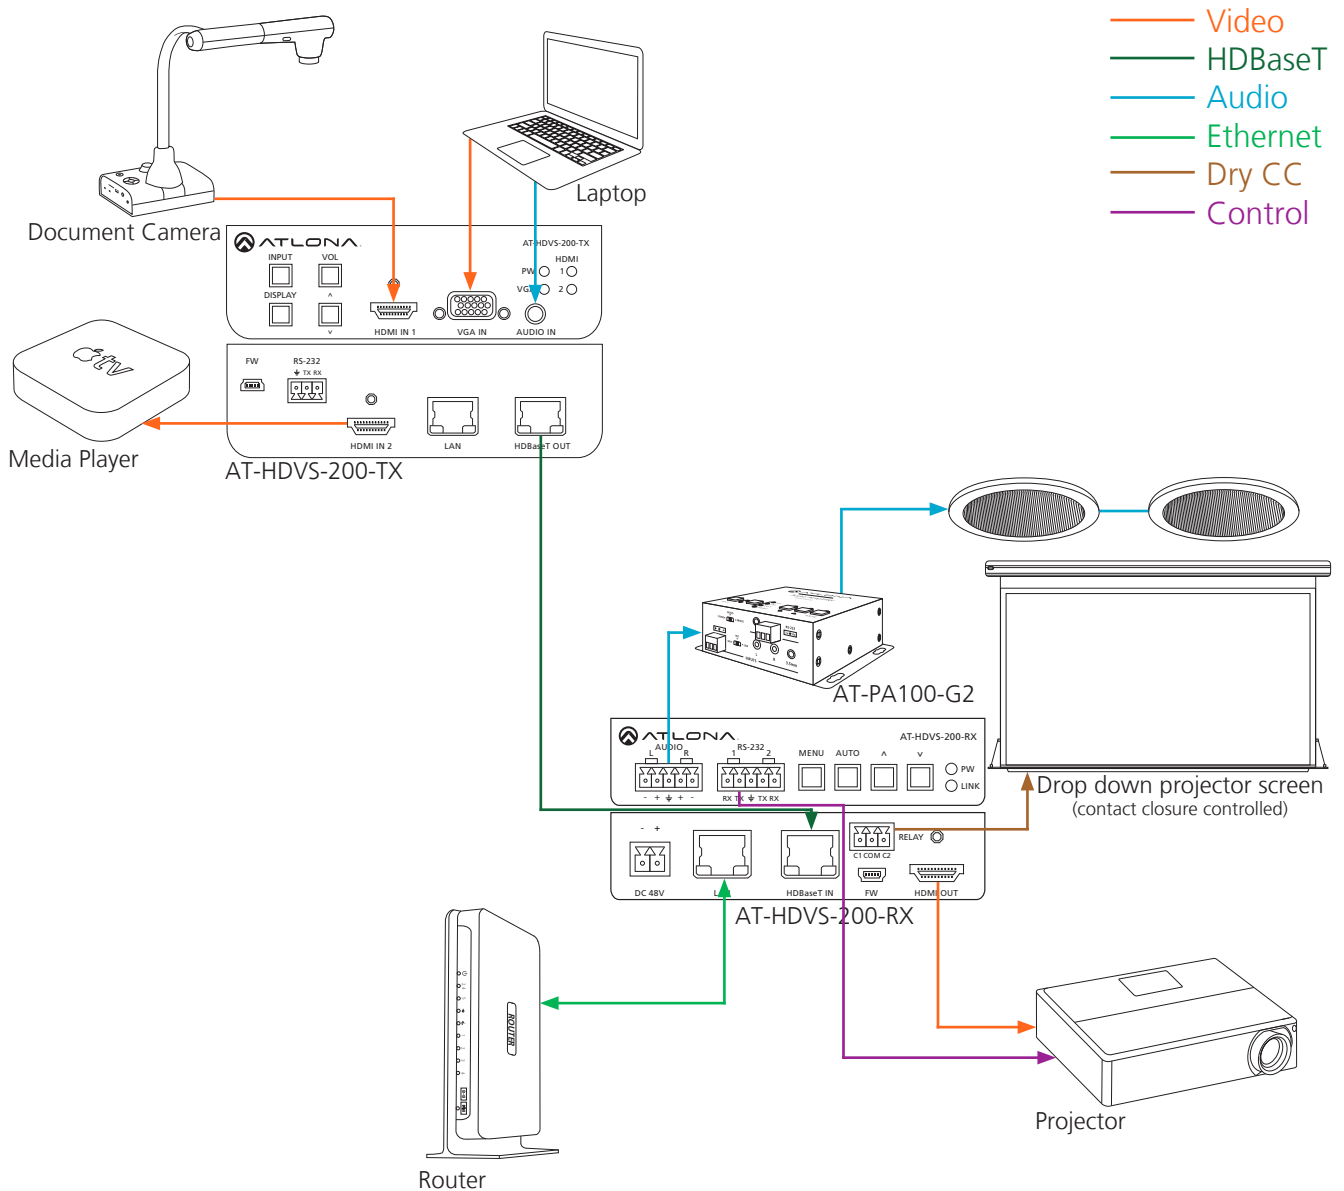 Video
HDBaseT
Audio
Ethernet
Dry CC
Control
Document Camera
Laptop
ATLONA
AT-HDVS-200-TX
INPUT
VOL
DISPLAY
^
v
HDMI
PW
1
VGA
2
HDMI IN 1
VGA IN
AUDIO IN
tv
Media Player
FW
RS-232
TX RX
HDMI IN 2
LAN
HDBaseT OUT
AT-HDVS-200-TX
ATLONA
AT-PA100-G2
ATLONA
AT-HDVS-200-RX
AUDIO
L R
RS-232
1 2
MENU
AUTO
^
v
PW
LINK
- + + -
RX TX TX RX
Drop down projector screen
(contact closure controlled)
- +
DC 48V
LAN
HDBaseT IN
C1 COM C2
RELAY
FW
HDMI OUT
AT-HDVS-200-RX
ROUTER
Router
Projector